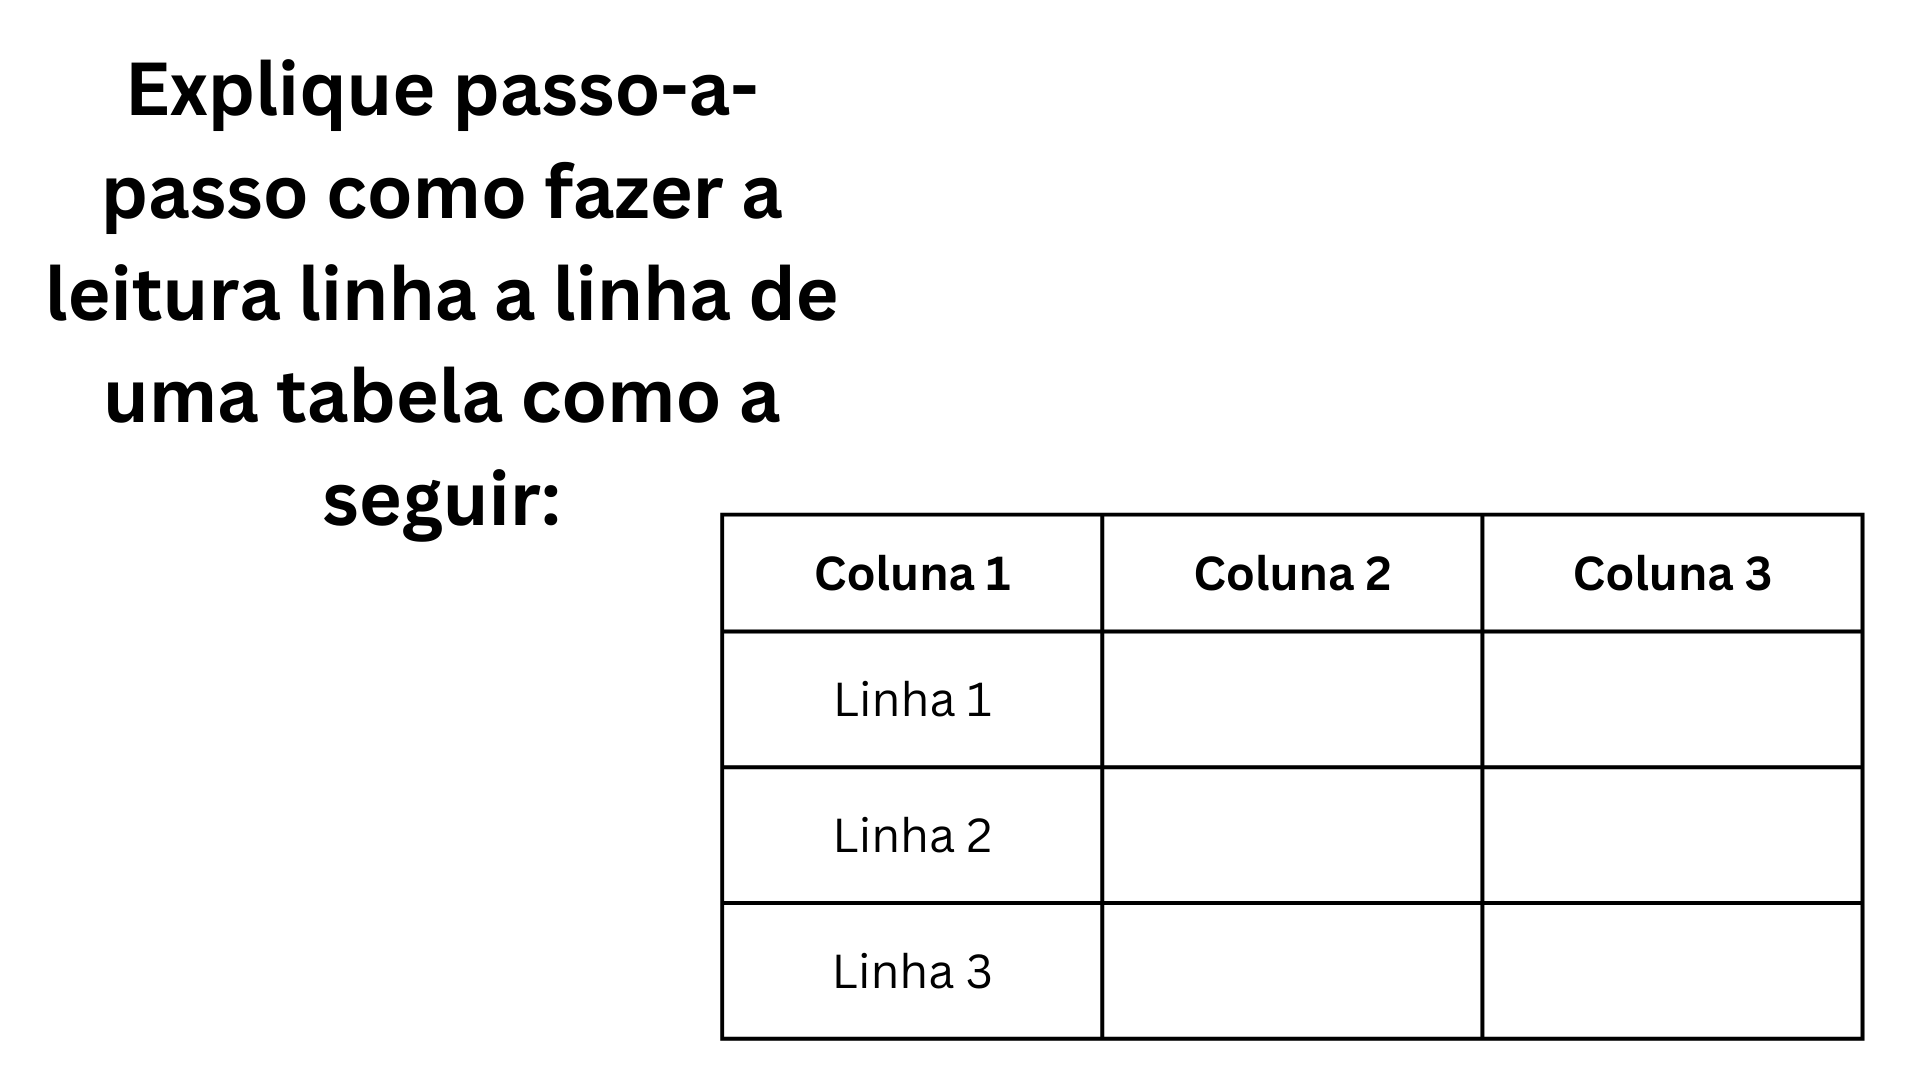 Explique passo-a-
passo como fazer a
leitura linha a linha de
uma tabela como a
seguir:
Coluna 1 Coluna 2 Coluna 3
Linha 1
Linha 2
Linha 3